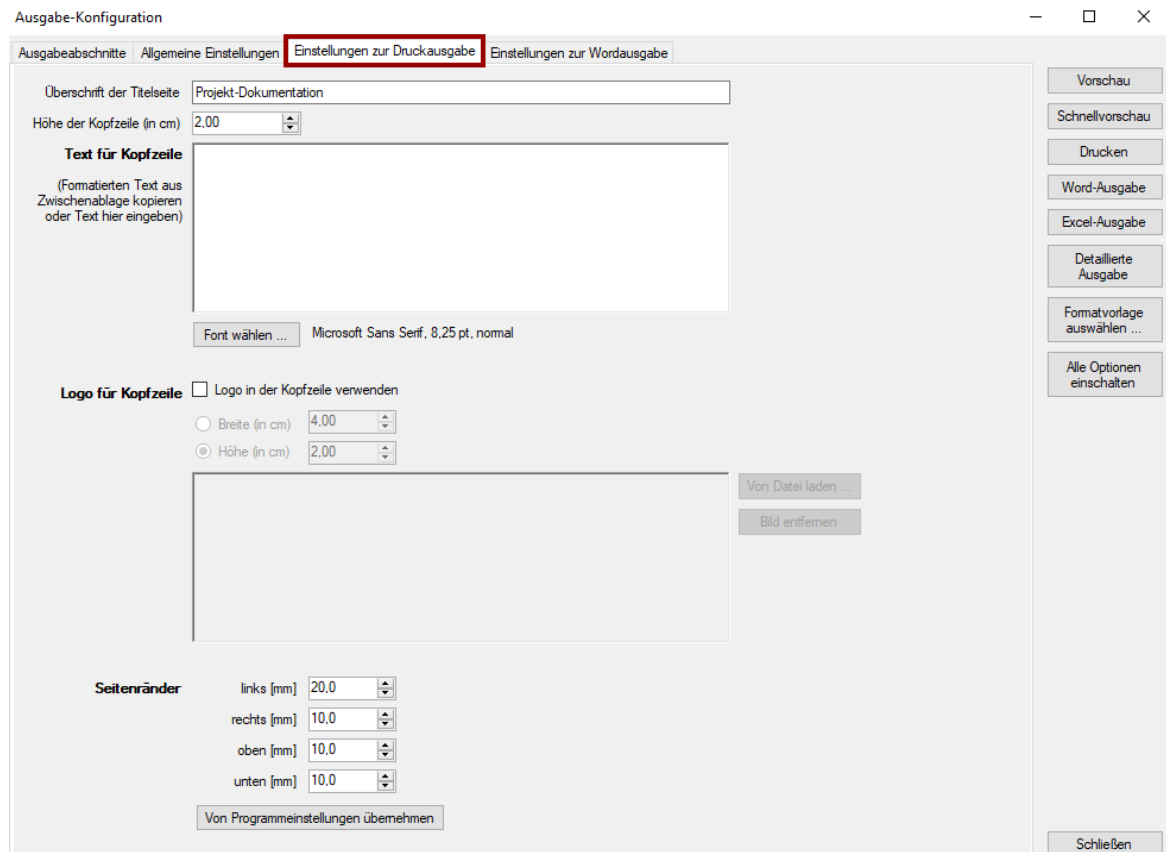 Ausgabe-Konfiguration
Ausgabeabschnitte
Allgemeine Einstellungen
Einstellungen zur Druckausgabe
Einstellungen zur Wordausgabe
Überschrift der Titelseite
Projekt-Dokumentation
Höhe der Kopfzeile (in cm)
2,00
Text für Kopfzeile
(Formatierten Text aus
Zwischenablage kopieren
oder Text hier eingeben)
Font wählen ...
Microsoft Sans Serif, 8,25 pt, normal
Logo für Kopfzeile
Logo in der Kopfzeile verwenden
Breite (in cm)
4,00
Höhe (in cm)
2,00
Von Datei laden ...
Bild entfernen
Seitenränder
links [mm]
20,0
rechts [mm]
10,0
oben [mm]
10,0
unten [mm]
10,0
Von Programmeinstellungen übernehmen
Vorschau
Schnellvorschau
Drucken
Word-Ausgabe
Excel-Ausgabe
Detaillierte
Ausgabe
Formatvorlage
auswählen ...
Alle Optionen
einschalten
Schließen